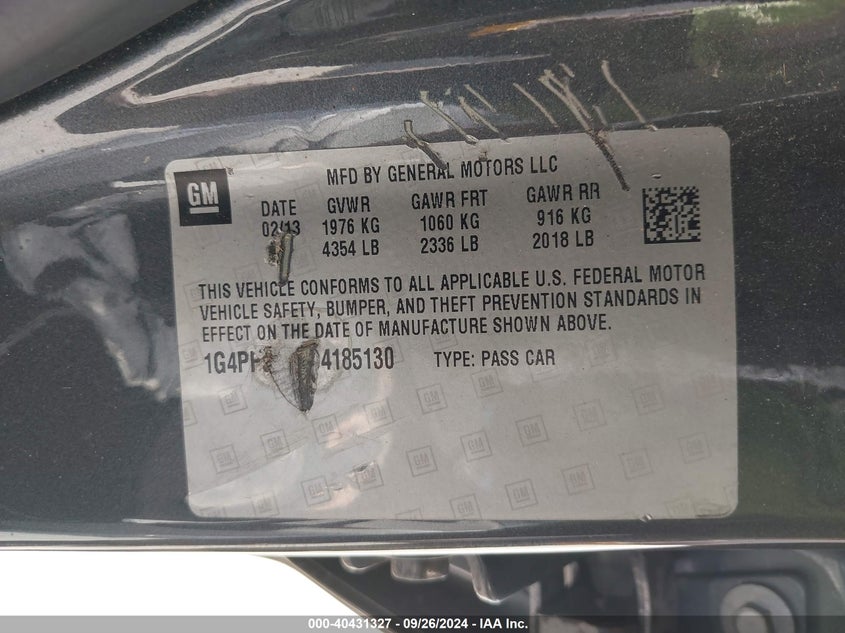 MFD BY GENERAL MOTORS LLC
GM
DATE GVWR GAWR FRT GAWR RR
02/13 1976 KG 1060 KG 916 KG
4354 LB 2336 LB 2018 LB
THIS VEHICLE CONFORMS TO ALL APPLICABLE U.S. FEDERAL MOTOR
VEHICLE SAFETY, BUMPER, AND THEFT PREVENTION STANDARDS IN
EFFECT ON THE DATE OF MANUFACTURE SHOWN ABOVE.
4185130 TYPE: PASS CAR
000-40431327 - 09/26/2024 - IAA Inc.